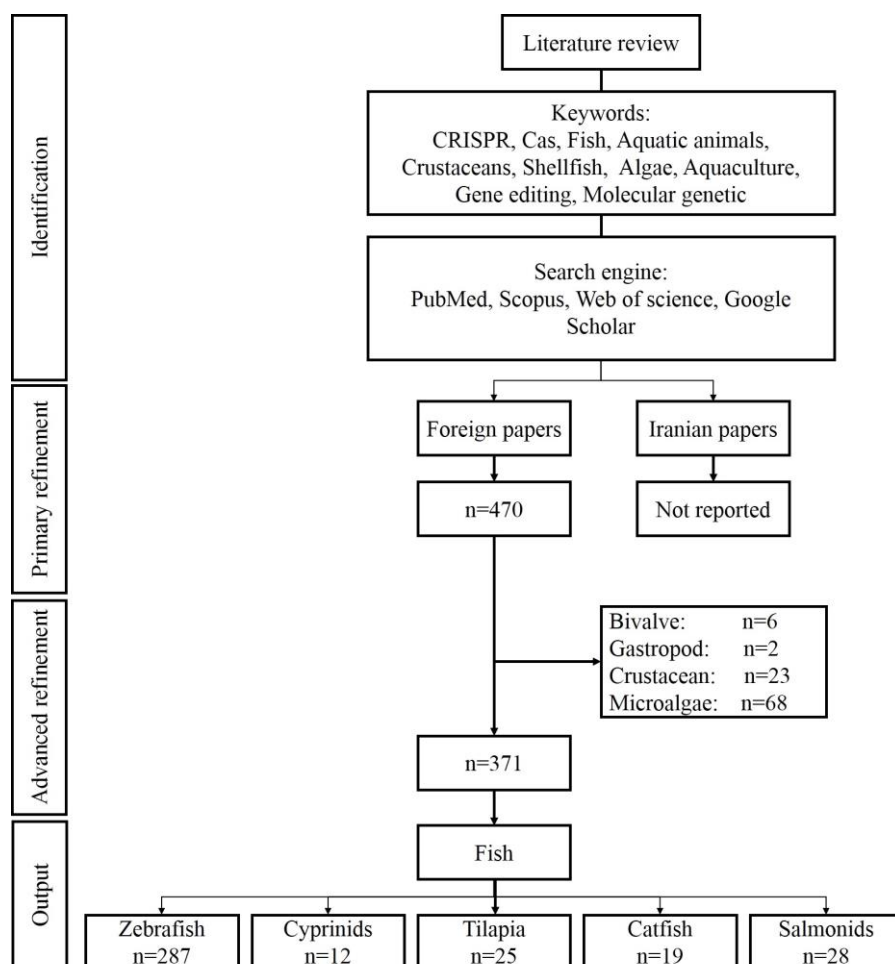 Identification
Literature review
Keywords:
CRISPR, Cas, Fish, Aquatic animals,
Crustaceans, Shellfish, Algae, Aquaculture,
Gene editing, Molecular genetic
Search engine:
PubMed, Scopus, Web of science, Google
Scholar
Primary refinement
Foreign papers
Iranian papers
n=470
Not reported
Advanced refinement
Bivalve: n=6
Gastropod: n=2
Crustacean: n=23
Microalgae: n=68
n=371
Output
Fish
Zebrafish
n=287
Cyprinids
n=12
Tilapia
n=25
Catfish
n=19
Salmonids
n=28